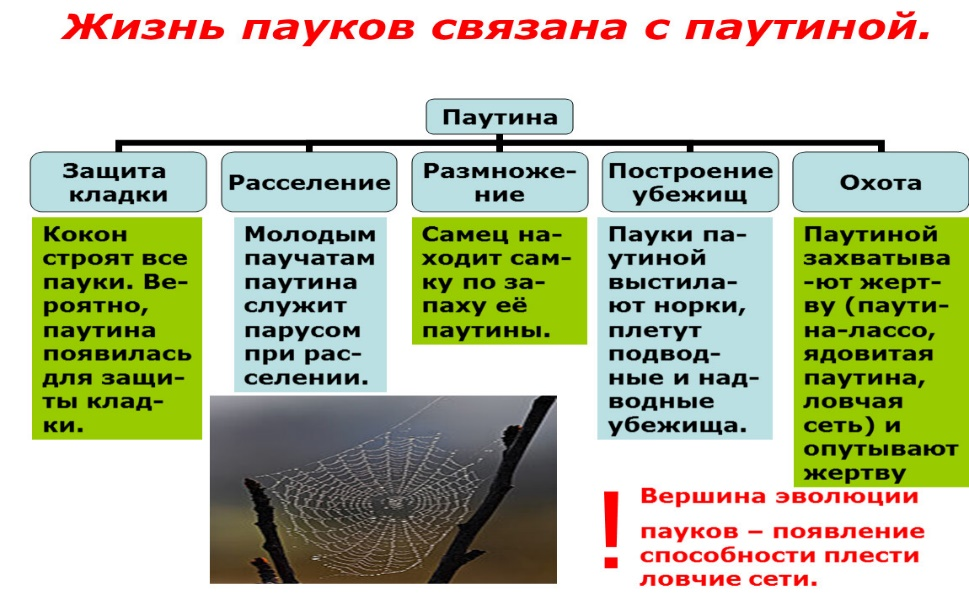 Жизнь пауков связана с паутиной.
Паутина
Защита
кладки
Расселение
Размноже-
ние
Построение
убежищ
Охота
Кокон
строят все
пауки. Ве-
роятно,
паутина
появилась
для защи-
ты клад-
ки.
Молодым
паучатам
паутина
служит
парусом
при рас-
селении.
Самец на-
ходит сам-
ку по за-
паху её
паутины.
Пауки па-
утиной
выстила-
ют норки,
плетут
подвод-
ные и над-
водные
убежища.
Паутиной
захватыва
-ют жерт-
ву (паути-
на-лассо,
ядовитая
паутина,
ловчая
сеть) и
опутывают
жертву
! Вершина эволюции
пауков – появление
способности плести
ловчие сети.